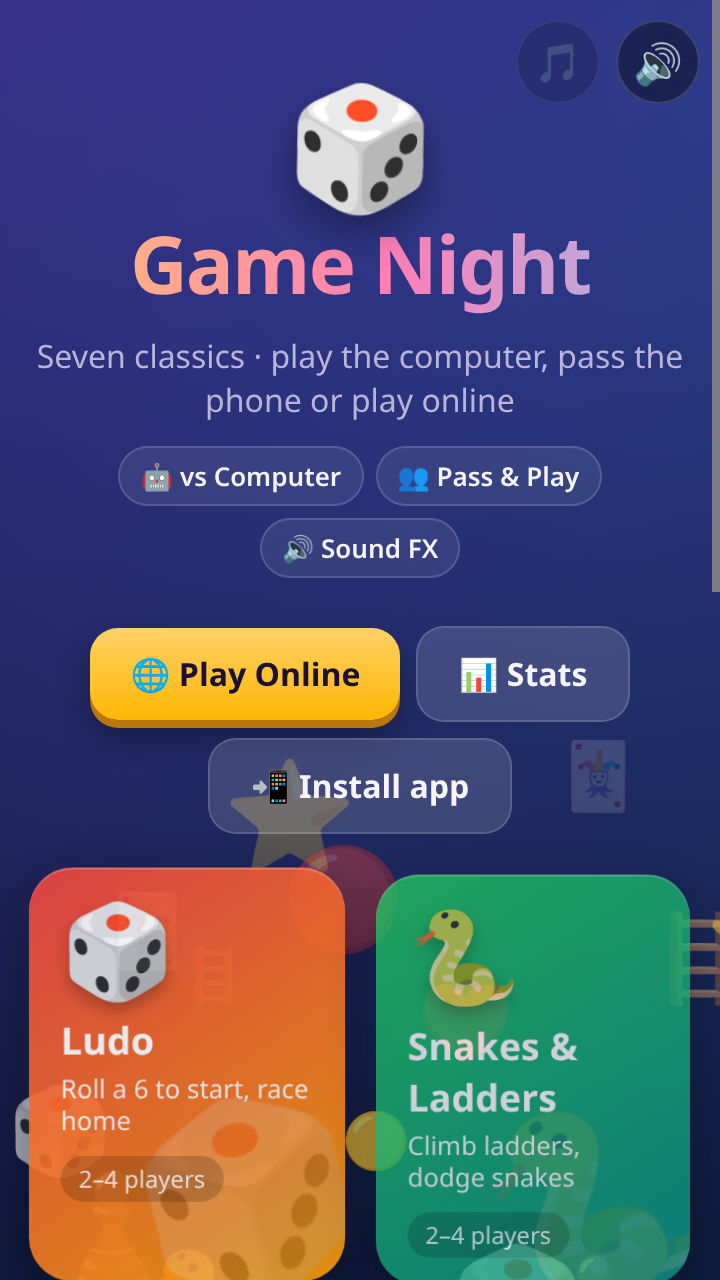 Game Night
Seven classics · play the computer, pass the
phone or play online
vs Computer
Pass & Play
Sound FX
Play Online
Stats
Install app
Ludo
Roll a 6 to start, race
home
2–4 players
Snakes &
Ladders
Climb ladders,
dodge snakes
2–4 players